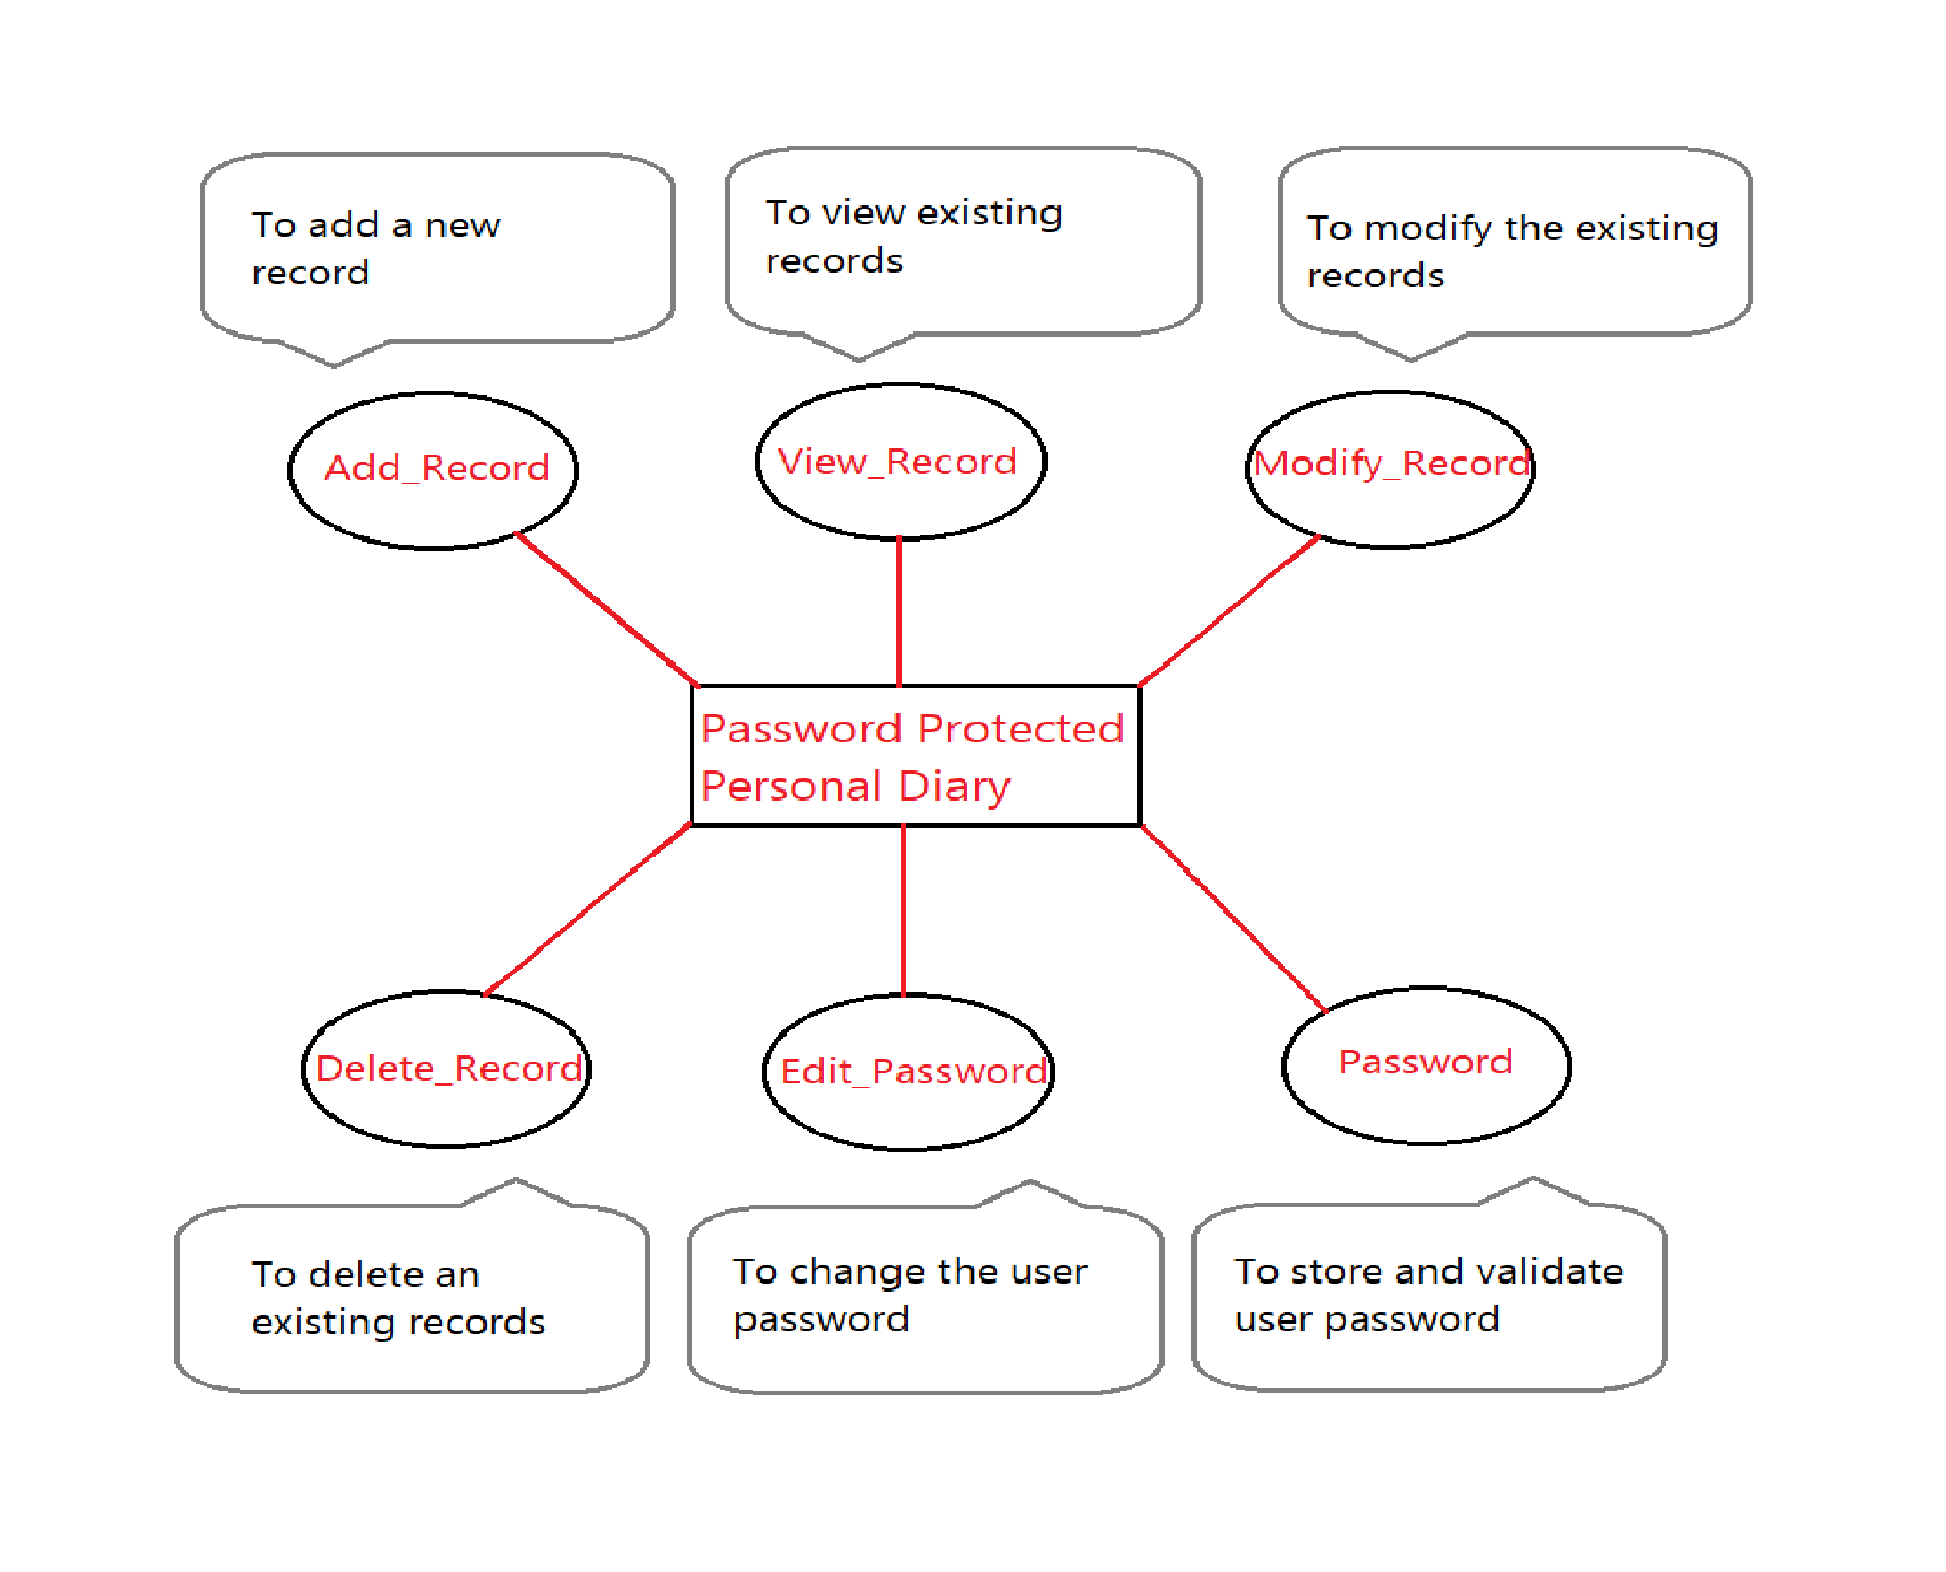 To add a new
record
To view existing
records
To modify the existing
records
Add_Record
View_Record
Modify_Record
Password Protected
Personal Diary
Delete_Record
Edit_Password
Password
To delete an
existing records
To change the user
password
To store and validate
user password